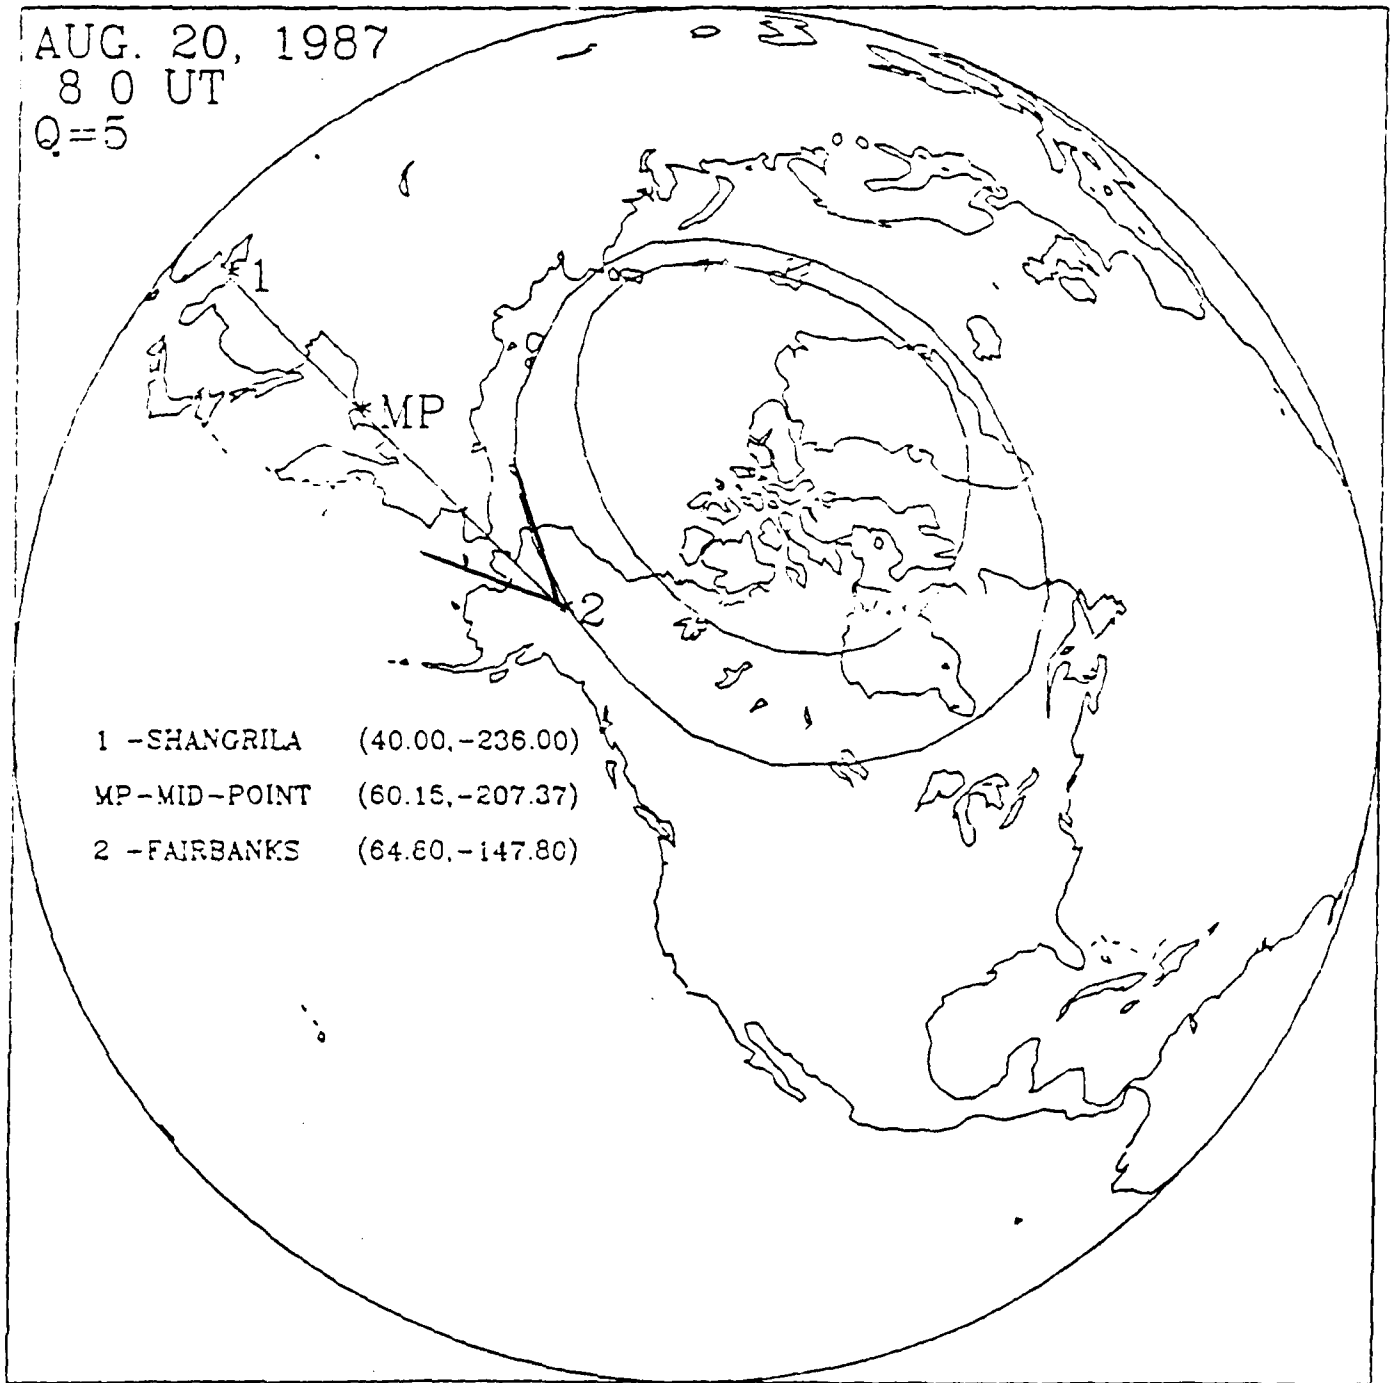 AUG. 20, 1987
8 0 UT
Q=5
1
MP
2
1 -SHANGRILA (40.00,-236.00)
MP-MID-POINT (60.15,-207.37)
2 -FAIRBANKS (64.80,-147.80)